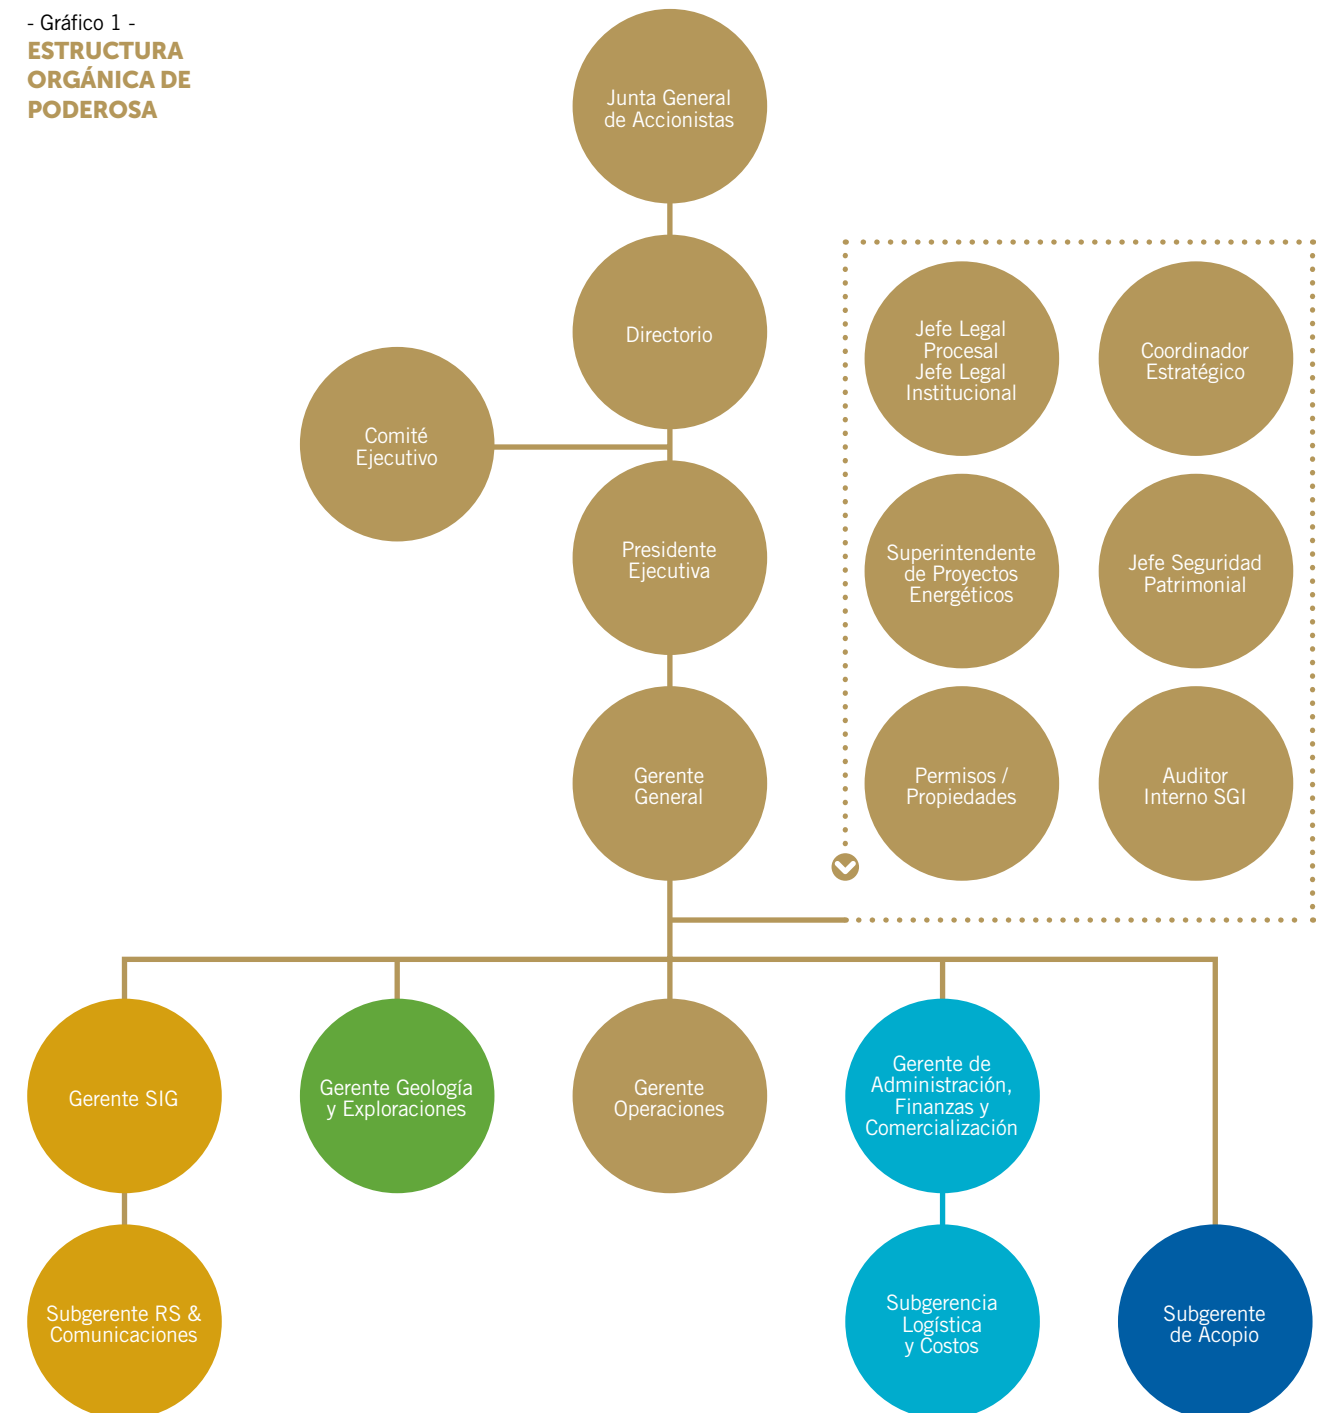 - Gráfico 1 -
ESTRUCTURA
ORGÁNICA DE
PODEROSA
Junta General
de Accionistas
Directorio
Comité
Ejecutivo
Presidente
Ejecutiva
Gerente
General
Jefe Legal
Procesal
Jefe Legal
Institucional
Coordinador
Estratégico
Superintendente
de Proyectos
Energéticos
Jefe Seguridad
Patrimonial
Permisos /
Propiedades
Auditor
Interno SGI
Gerente SIG
Gerente Geología
y Exploraciones
Gerente
Operaciones
Gerente de
Administración,
Finanzas y
Comercialización
Subgerente RS &
Comunicaciones
Subgerencia
Logística
y Costos
Subgerente
de Acopio